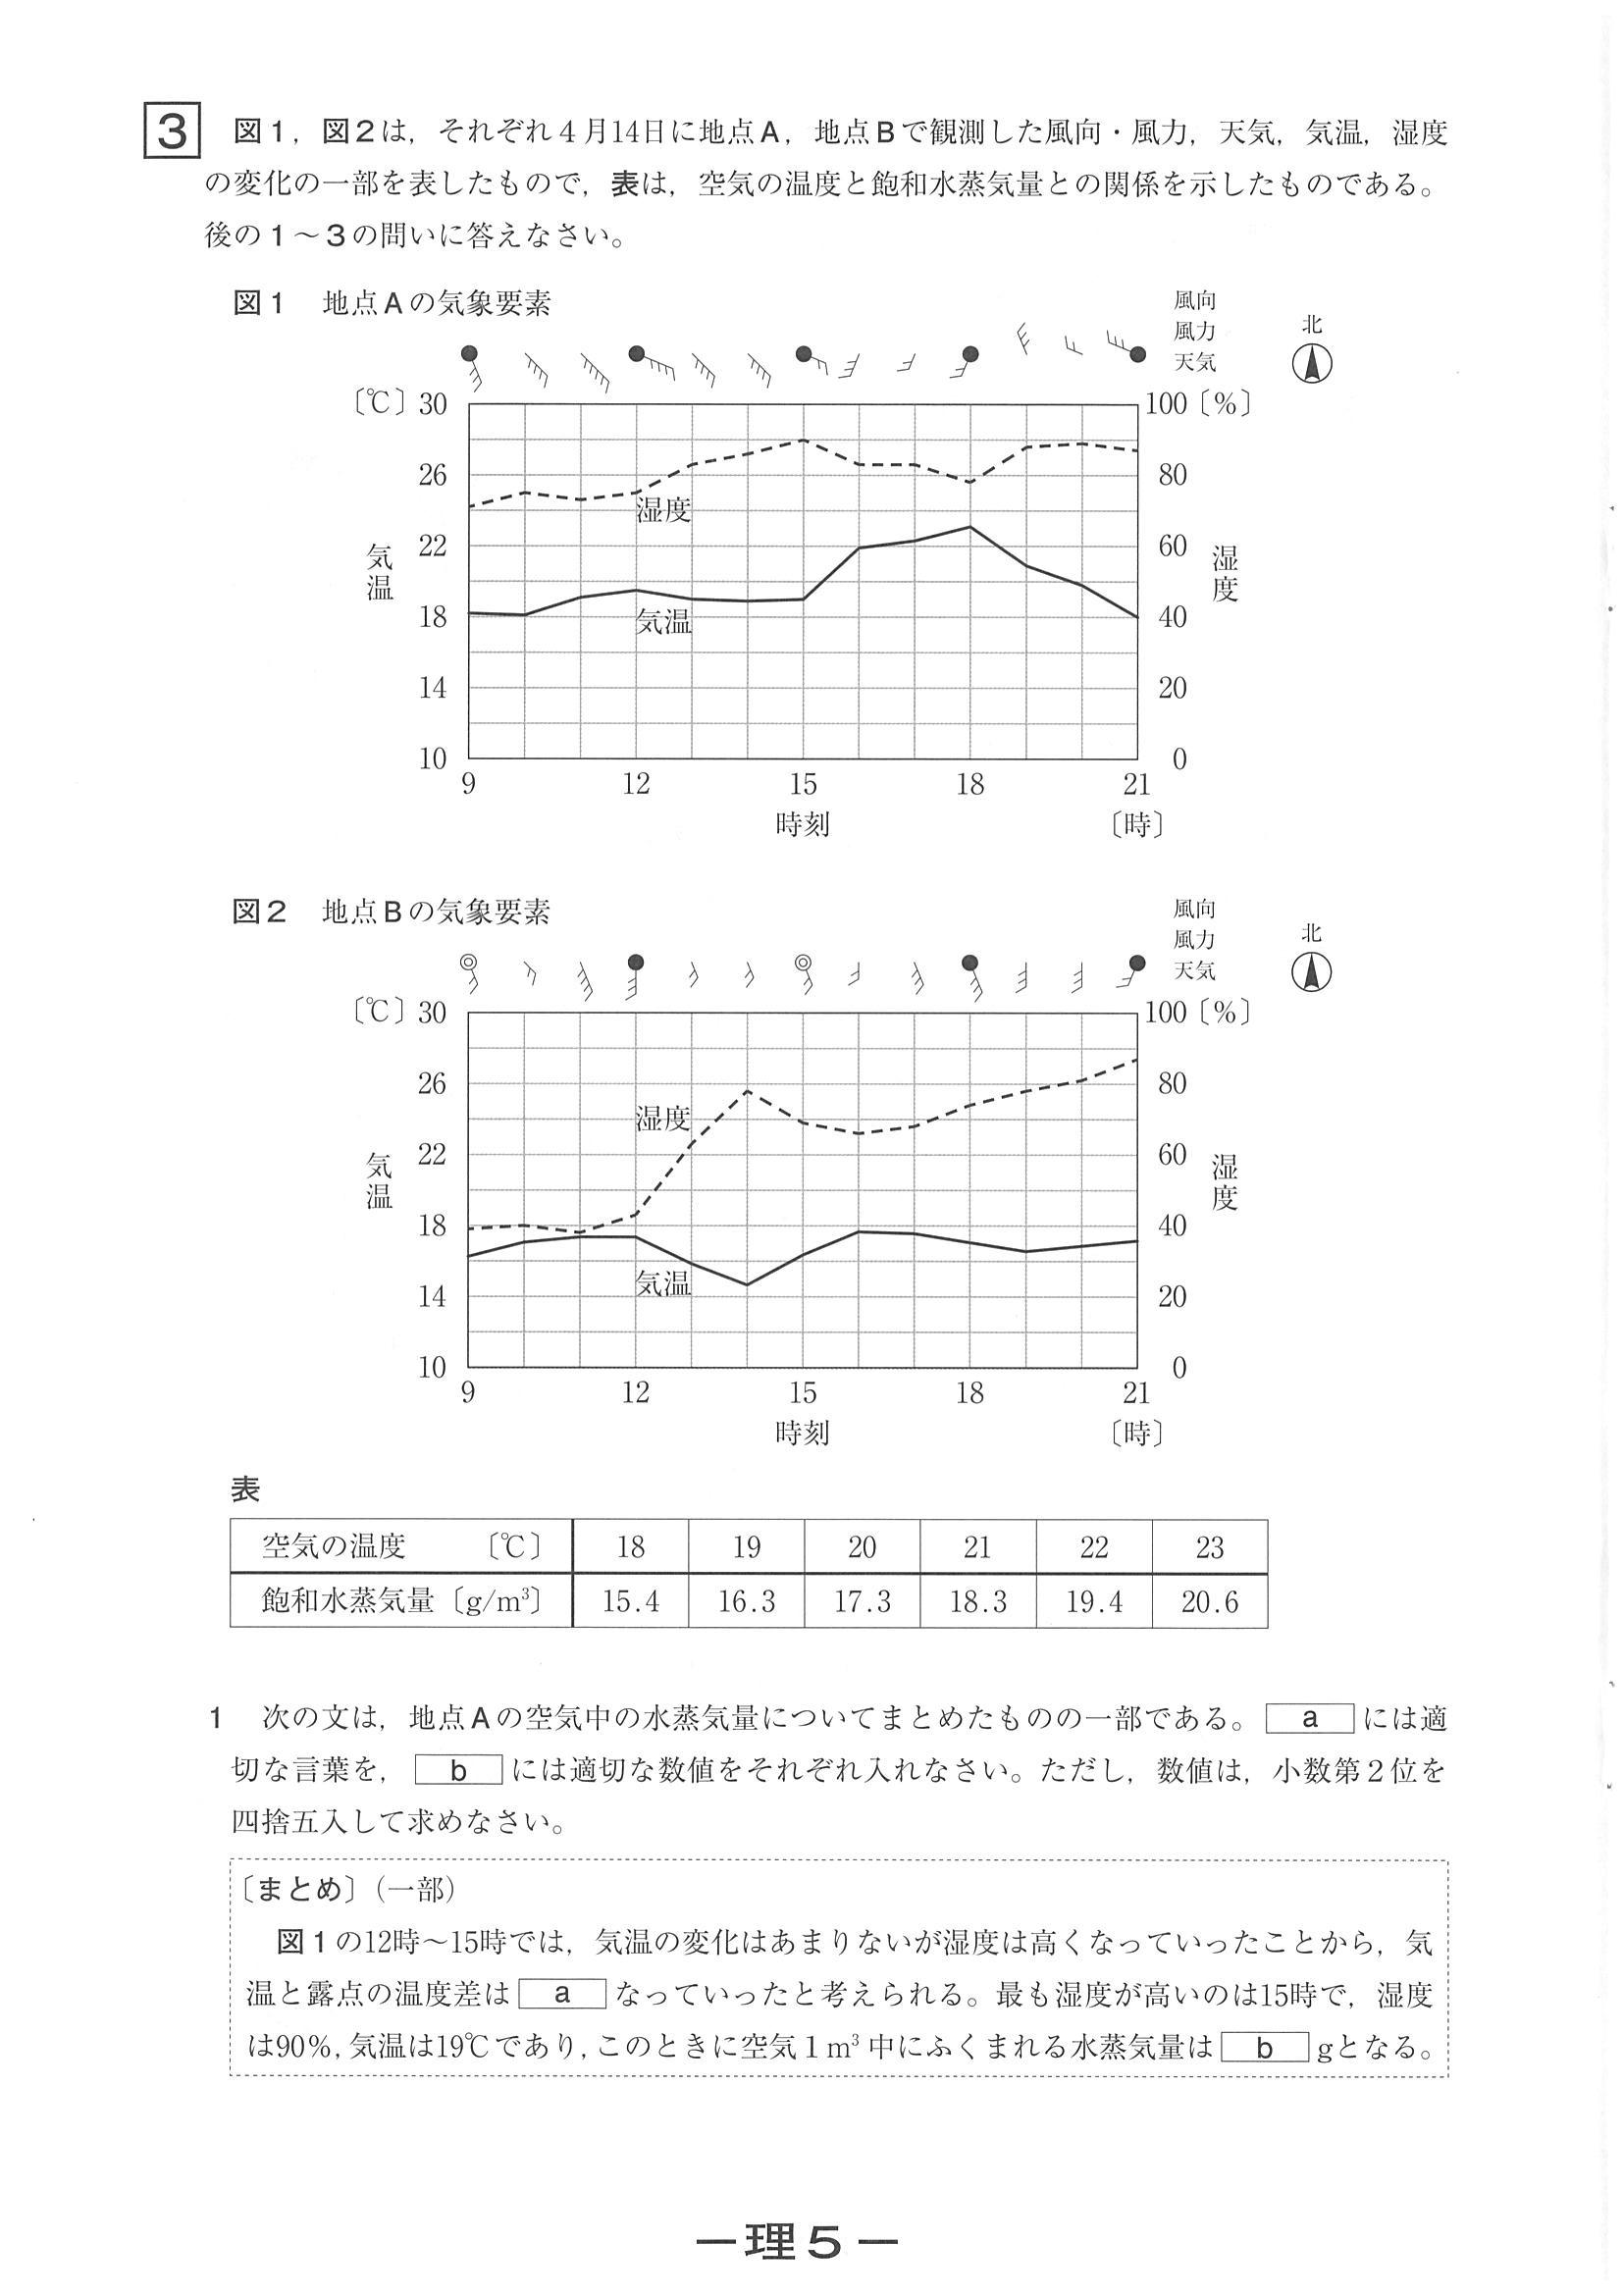 3 図1，図2は，それぞれ4月14日に地点A，地点Bで観測した風向・風力，天気，気温，湿度
の変化の一部を表したもので，表は，空気の温度と飽和水蒸気量との関係を示したものである。
後の1～3の問いに答えなさい。
図1 地点Aの気象要素
風向
風力
天気
北
〔℃〕30
26
22
18
14
10
気温
湿度
気温
100〔％〕
80
60
40
20
0
湿度
9 12 15 18 21
時刻 〔時〕
図2 地点Bの気象要素
風向
風力
天気
北
〔℃〕30
26
22
18
14
10
気温
湿度
気温
100〔％〕
80
60
40
20
0
湿度
9 12 15 18 21
時刻 〔時〕
表
空気の温度 〔℃〕 18 19 20 21 22 23
飽和水蒸気量〔g/m³〕 15.4 16.3 17.3 18.3 19.4 20.6
1 次の文は，地点Aの空気中の水蒸気量についてまとめたものの一部である。 a には適
切な言葉を， b には適切な数値をそれぞれ入れなさい。ただし，数値は，小数第2位を
四捨五入して求めなさい。
〔まとめ〕（一部）
図1の12時～15時では，気温の変化はあまりないが湿度は高くなっていったことから，気
温と露点の温度差は a なっていったと考えられる。最も湿度が高いのは15時で，湿度
は90％，気温は19℃であり，このときに空気1m³中にふくまれる水蒸気量は b gとなる。
－理5－